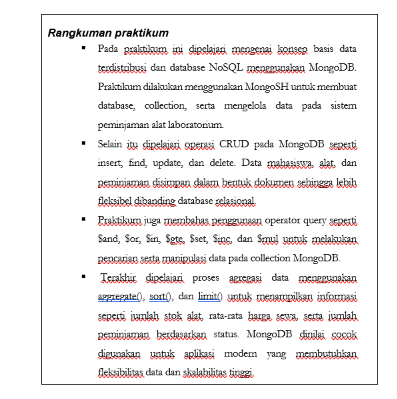 Rangkuman praktikum
▪ Pada praktikum ini dipelajari mengenai konsep basis data
terdistribusi dan database NoSQL menggunakan MongoDB.
Praktikum dilakukan menggunakan MongoSH untuk membuat
database, collection, serta mengelola data pada sistem
peminjaman alat laboratorium.
▪ Selain itu dipelajari operasi CRUD pada MongoDB seperti
insert, find, update, dan delete. Data mahasiswa, alat, dan
peminjaman disimpan dalam bentuk dokumen sehingga lebih
fleksibel dibanding database relasional.
▪ Praktikum juga membahas penggunaan operator query seperti
$and, $or, $in, $gte, $set, $inc, dan $mul untuk melakukan
pencarian serta manipulasi data pada collection MongoDB.
▪ Terakhir dipelajari proses agregasi data menggunakan
aggregate(), sort(), dan limit() untuk menampilkan informasi
seperti jumlah stok alat, rata-rata harga sewa, serta jumlah
peminjaman berdasarkan status. MongoDB dinilai cocok
digunakan untuk aplikasi modern yang membutuhkan
fleksibilitas data dan skalabilitas tinggi.